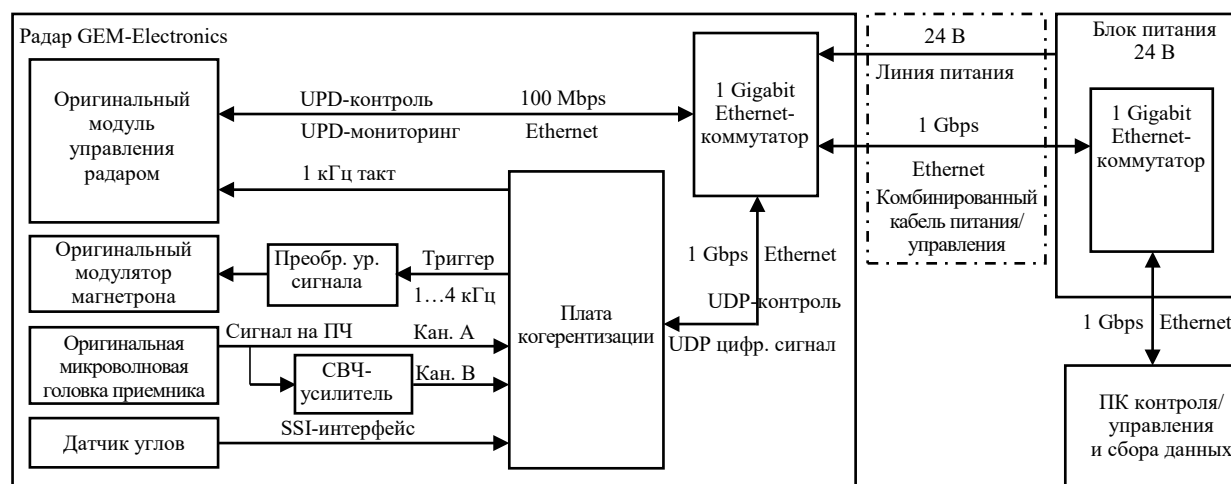 Радар GEM-Electronics
Оригинальный
модуль
управления
радаром
UPD-контроль
100 Mbps
UPD-мониторинг
Ethernet
1 кГц такт
1 Gigabit
Ethernet-
коммутатор
24 В
Линия питания
1 Gbps
Ethernet
Комбинированный
кабель питания/
управления
Блок питания
24 В
1 Gigabit
Ethernet-
коммутатор
Оригинальный
модулятор
магнетрона
Преобр. ур.
сигнала
Триггер
1…4 кГц
Плата
когерентизации
1 Gbps
Ethernet
UDP-контроль
UDP цифр. сигнал
Оригинальная
микроволновая
головка приемника
Сигнал на ПЧ
Кан. А
СВЧ-
усилитель
Кан. В
Датчик углов
SSI-интерфейс
1 Gbps
Ethernet
ПК контроля/
управления
и сбора данных